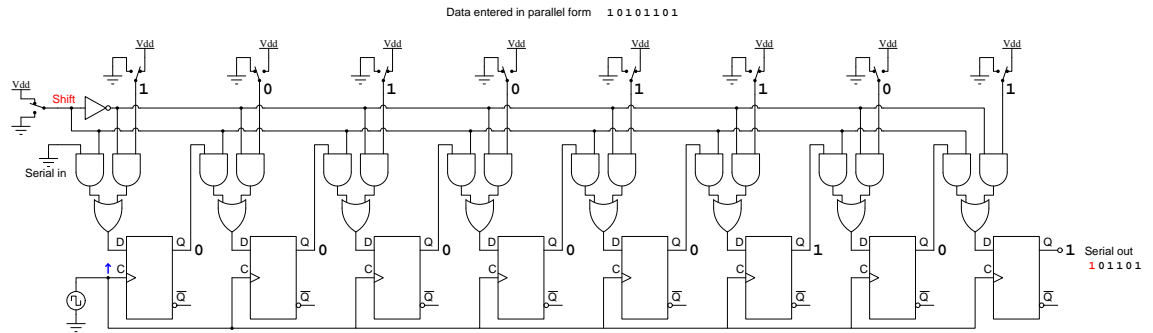 Data entered in parallel form 1 0 1 0 1 1 0 1
Vdd Vdd Vdd Vdd Vdd Vdd Vdd Vdd
Vdd Shift 1 0 1 0 1 1 0 1
Serial in
D Q D Q D Q D Q D Q D Q D Q D Q
0 0 0 0 0 1 0 1 Serial out
C C C C C C C C 1 0 1 1 0 1
Q Q Q Q Q Q Q Q